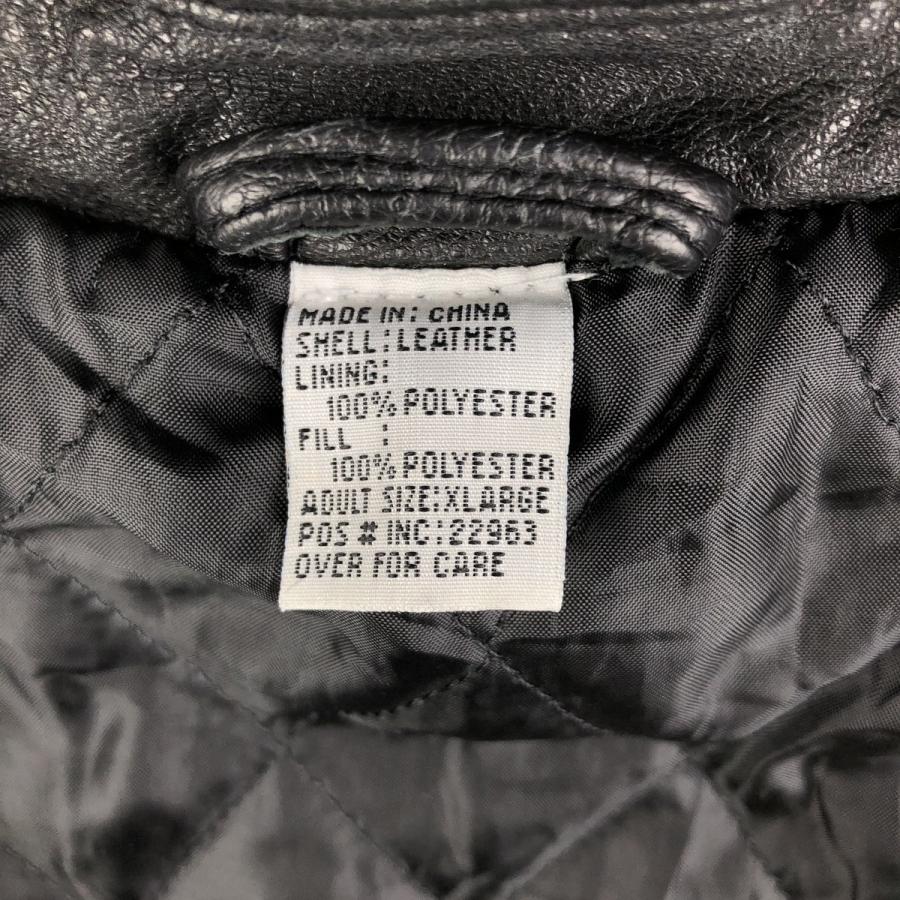 MADE IN: CHINA
SHELL: LEATHER
LINING:
100% POLYESTER
FILL :
100% POLYESTER
ADULT SIZE:XLARGE
POS # INC:22963
OVER FOR CARE